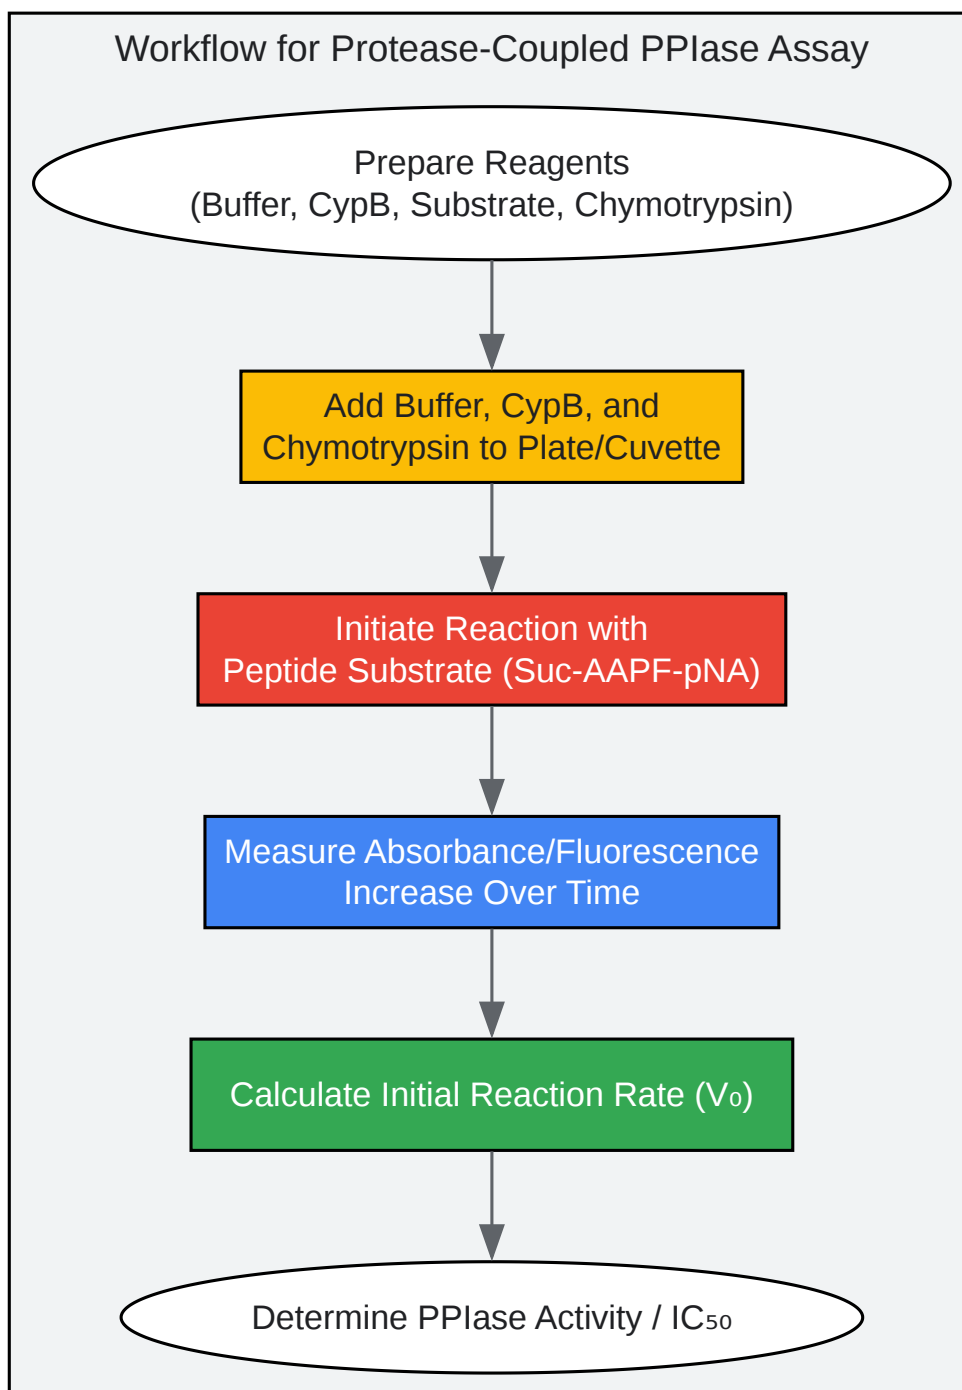 Workflow for Protease-Coupled PPIase Assay
Prepare Reagents
(Buffer, CypB, Substrate, Chymotrypsin)
Add Buffer, CypB, and
Chymotrypsin to Plate/Cuvette
Initiate Reaction with
Peptide Substrate (Suc-AAPF-pNA)
Measure Absorbance/Fluorescence
Increase Over Time
Calculate Initial Reaction Rate (V₀)
Determine PPIase Activity / IC₅₀